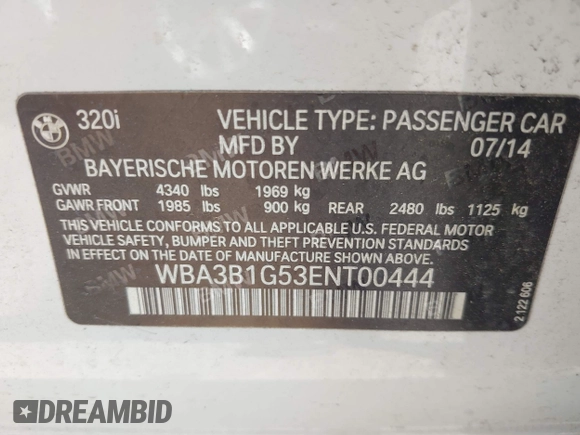 BMW 320i VEHICLE TYPE: PASSENGER CAR
MFD BY 07/14
BAYERISCHE MOTOREN WERKE AG
GVWR 4340 lbs 1969 kg
GAWR FRONT 1985 lbs 900 kg REAR 2480 lbs 1125 kg
THIS VEHICLE CONFORMS TO ALL APPLICABLE U.S. FEDERAL MOTOR
VEHICLE SAFETY, BUMPER AND THEFT PREVENTION STANDARDS
IN EFFECT ON THE DATE OF MANUFACTURE SHOWN ABOVE.
WBA3B1G53ENT00444
2 122 606
DREAMBID